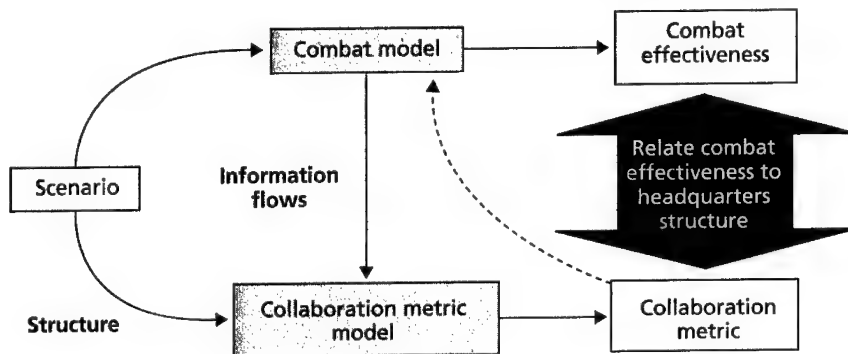 Combat model
Combat
effectiveness
Relate combat
effectiveness to
headquarters
structure
Scenario
Information
flows
Structure
Collaboration metric
model
Collaboration
metric